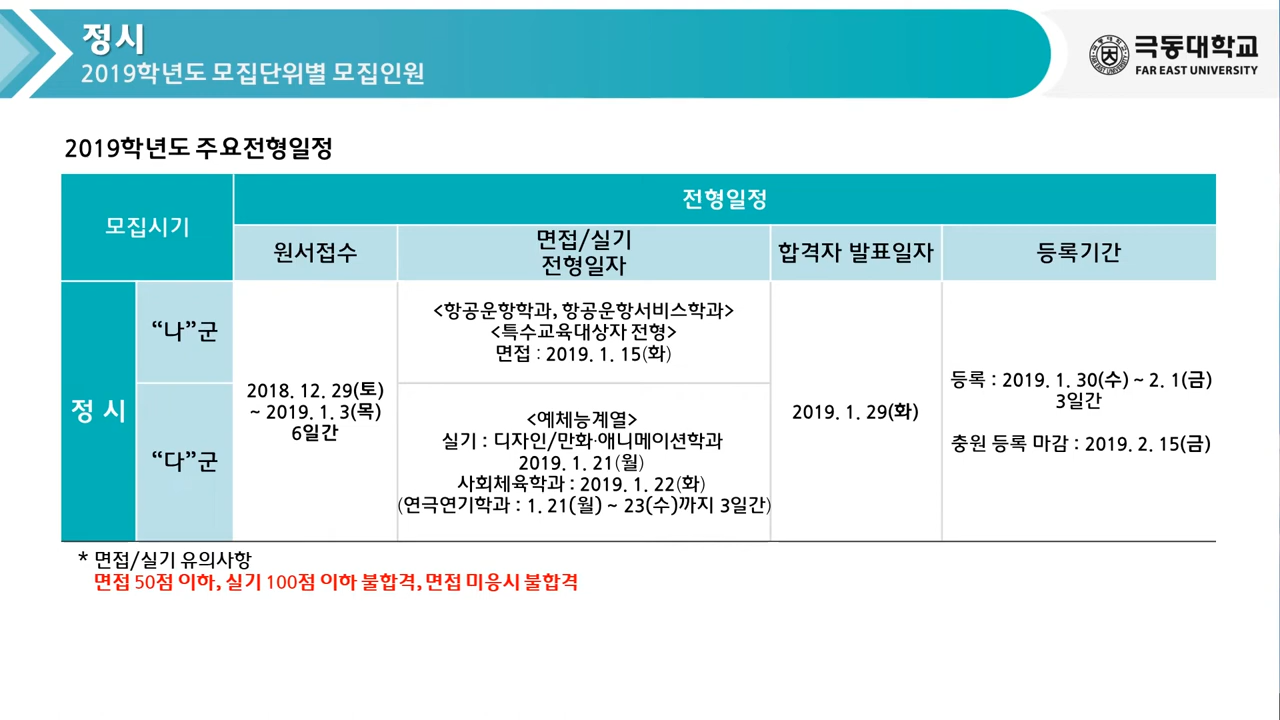 정시
2019학년도 모집단위별 모집인원
극동대학교
FAR EAST UNIVERSITY
2019학년도 주요전형일정
모집시기
전형일정
원서접수
면접/실기
전형일자
합격자 발표일자
등록기간
정 시
“나”군
“다”군
2018. 12. 29(토)
~ 2019. 1. 3(목)
6일간
<항공운항학과, 항공운항서비스학과>
<특수교육대상자 전형>
면접 : 2019. 1. 15(화)
<예체능계열>
실기 : 디자인/만화·애니메이션학과
2019. 1. 21(월)
사회체육학과 : 2019. 1. 22(화)
(연극연기학과 : 1. 21(월) ~ 23(수)까지 3일간)
2019. 1. 29(화)
등록 : 2019. 1. 30(수) ~ 2. 1(금)
3일간
충원 등록 마감 : 2019. 2. 15(금)
* 면접/실기 유의사항
면접 50점 이하, 실기 100점 이하 불합격, 면접 미응시 불합격